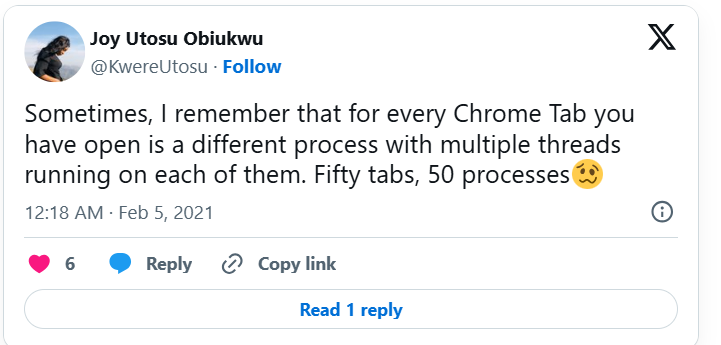 Joy Utosu Obiukwu
@KwereUtosu · Follow
Sometimes, I remember that for every Chrome Tab you
have open is a different process with multiple threads
running on each of them. Fifty tabs, 50 processes🥴
12:18 AM · Feb 5, 2021
6 Reply Copy link
Read 1 reply